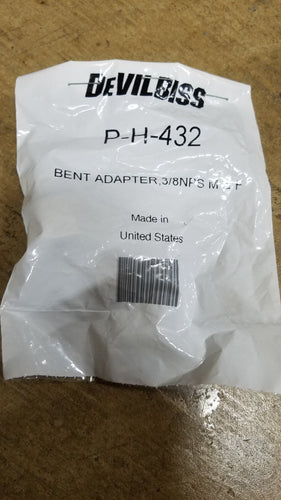 DEVILBISS
P-H-432
BENT ADAPTER,3/8NPS M
Made in
United States